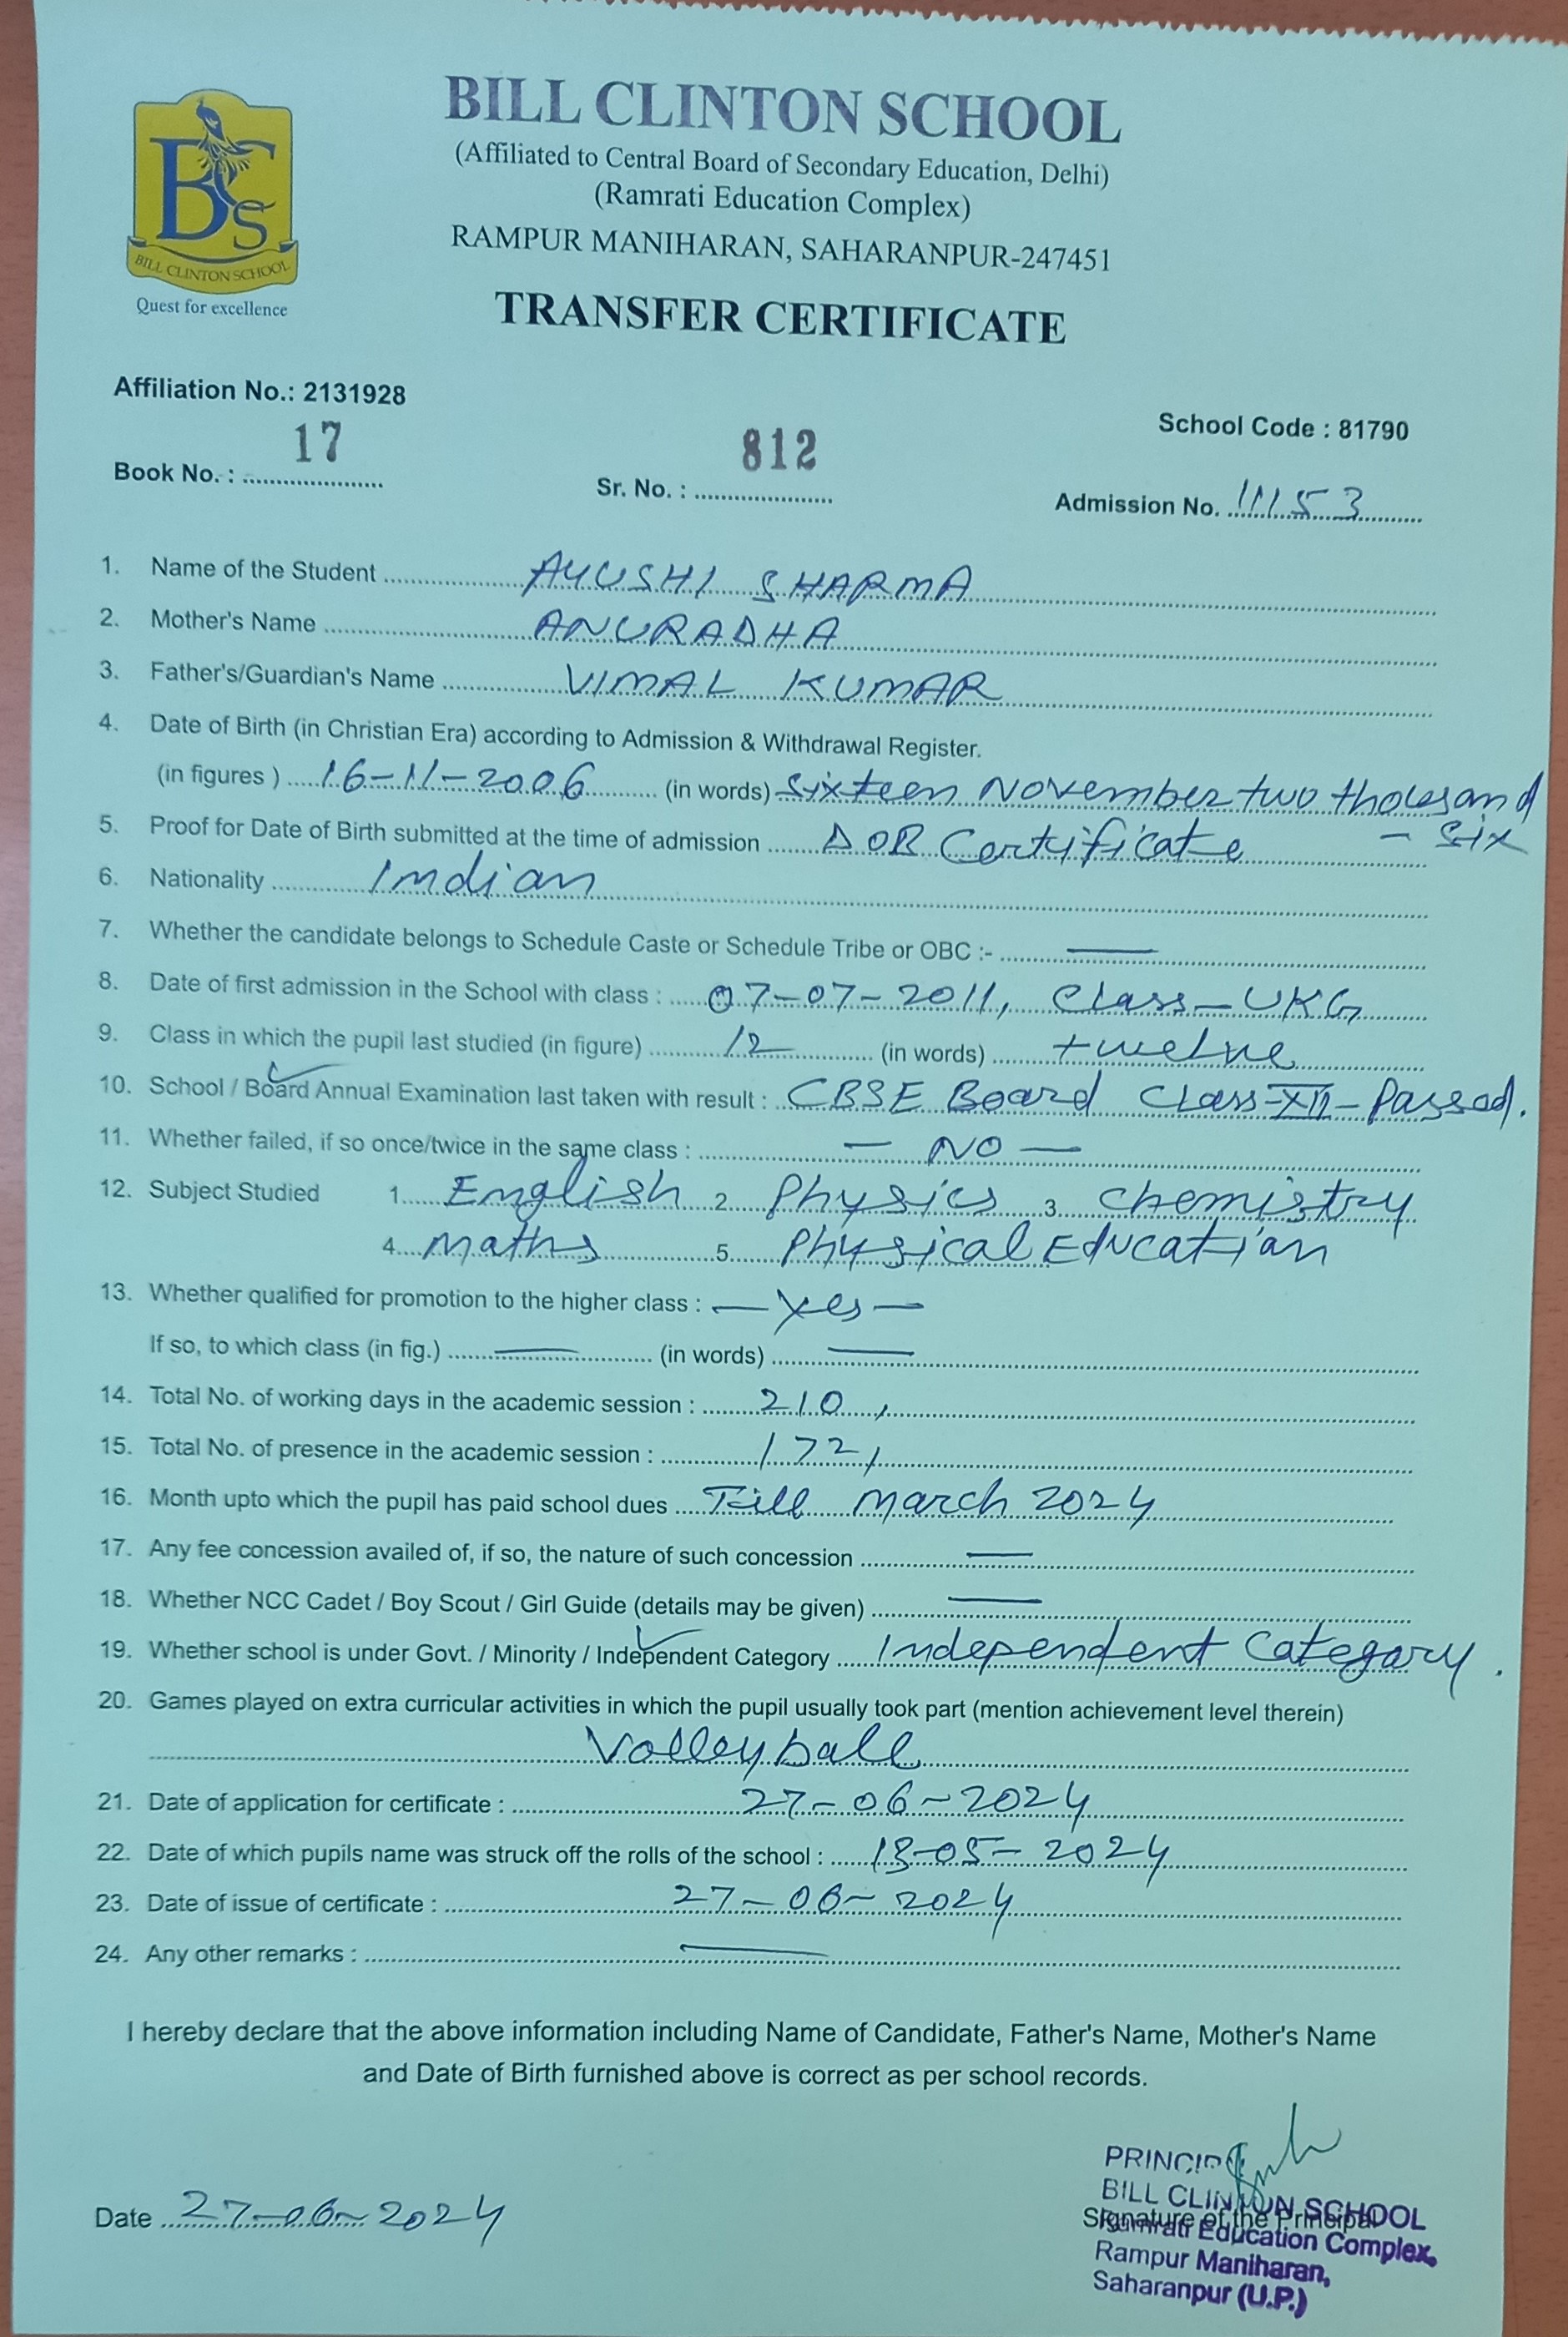 BILL CLINTON SCHOOL
(Affiliated to Central Board of Secondary Education, Delhi)
(Ramrati Education Complex)
RAMPUR MANIHARAN, SAHARANPUR-247451
BCS
BILL CLINTON SCHOOL
Quest for excellence
TRANSFER CERTIFICATE
Affiliation No.: 2131928
School Code : 81790
Book No. : 17 Sr. No. : 812 Admission No. 11153
1. Name of the Student AYUSHI SHARMA
2. Mother's Name ANURADHA
3. Father's/Guardian's Name VIMAL KUMAR
4. Date of Birth (in Christian Era) according to Admission & Withdrawal Register.
(in figures ) 16-11-2006 (in words) Sixteen November two thousand
- Six
5. Proof for Date of Birth submitted at the time of admission DOB Certificate
6. Nationality Indian
7. Whether the candidate belongs to Schedule Caste or Schedule Tribe or OBC :- —
8. Date of first admission in the School with class : 07-07-2011, Class-UKG
9. Class in which the pupil last studied (in figure) 12 (in words) twelve
10. School / Board Annual Examination last taken with result : CBSE Board Class-XII-Passed.
11. Whether failed, if so once/twice in the same class : — NO —
12. Subject Studied 1. English 2. Physics 3. Chemistry
4. Maths 5. Physical Education
13. Whether qualified for promotion to the higher class : — Yes —
If so, to which class (in fig.) — (in words) —
14. Total No. of working days in the academic session : 210,
15. Total No. of presence in the academic session : 172,
16. Month upto which the pupil has paid school dues Till March 2024
17. Any fee concession availed of, if so, the nature of such concession —
18. Whether NCC Cadet / Boy Scout / Girl Guide (details may be given) —
19. Whether school is under Govt. / Minority / Independent Category Independent Category.
20. Games played on extra curricular activities in which the pupil usually took part (mention achievement level therein)
Volleyball
21. Date of application for certificate : 27-06-2024
22. Date of which pupils name was struck off the rolls of the school : 13-05-2024
23. Date of issue of certificate : 27-06-2024
24. Any other remarks : —
I hereby declare that the above information including Name of Candidate, Father's Name, Mother's Name
and Date of Birth furnished above is correct as per school records.
Date 27-06-2024
PRINCIPAL
BILL CLINTON SCHOOL
Signature of the Principal
Ramrati Education Complex,
Rampur Maniharan,
Saharanpur (U.P.)